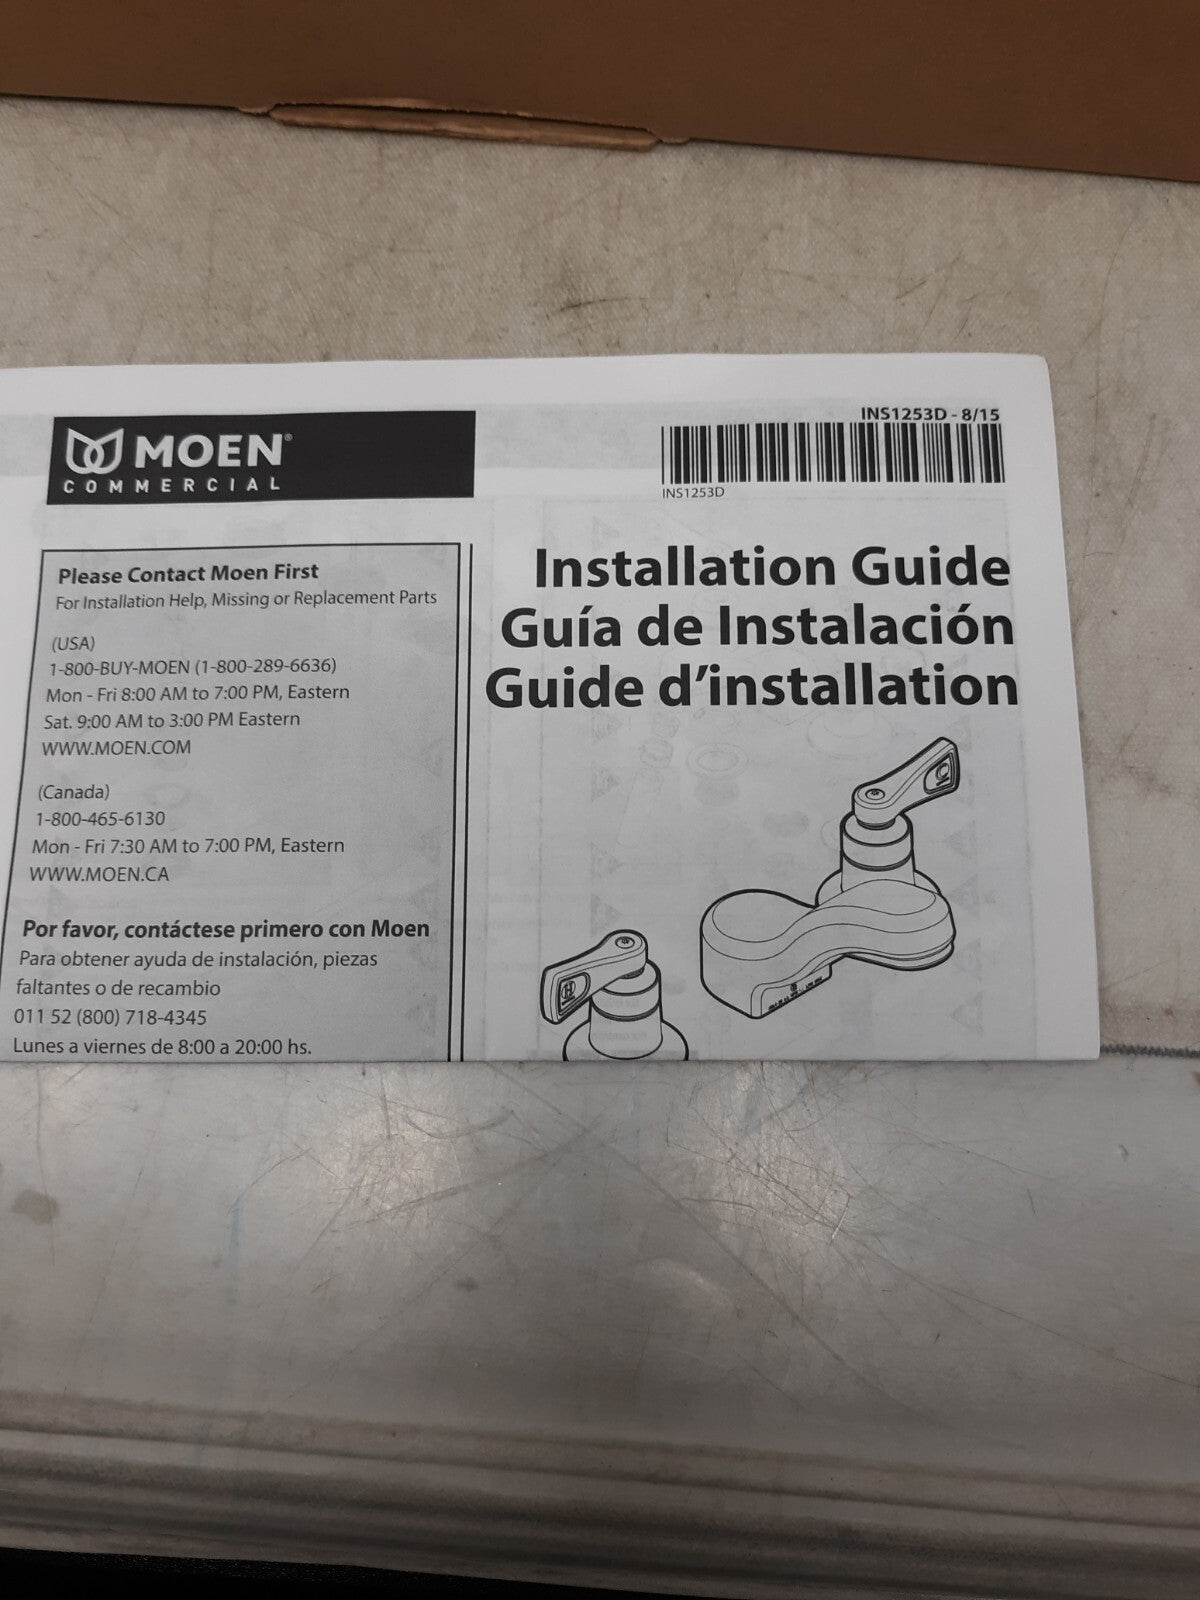 MOEN®
COMMERCIAL
INS1253D - 8/15
INS1253D
Please Contact Moen First
For Installation Help, Missing or Replacement Parts
(USA)
1-800-BUY-MOEN (1-800-289-6636)
Mon - Fri 8:00 AM to 7:00 PM, Eastern
Sat. 9:00 AM to 3:00 PM Eastern
WWW.MOEN.COM
(Canada)
1-800-465-6130
Mon - Fri 7:30 AM to 7:00 PM, Eastern
WWW.MOEN.CA
Por favor, contáctese primero con Moen
Para obtener ayuda de instalación, piezas
faltantes o de recambio
011 52 (800) 718-4345
Lunes a viernes de 8:00 a 20:00 hs.
Installation Guide
Guía de Instalación
Guide d'installation
C
H